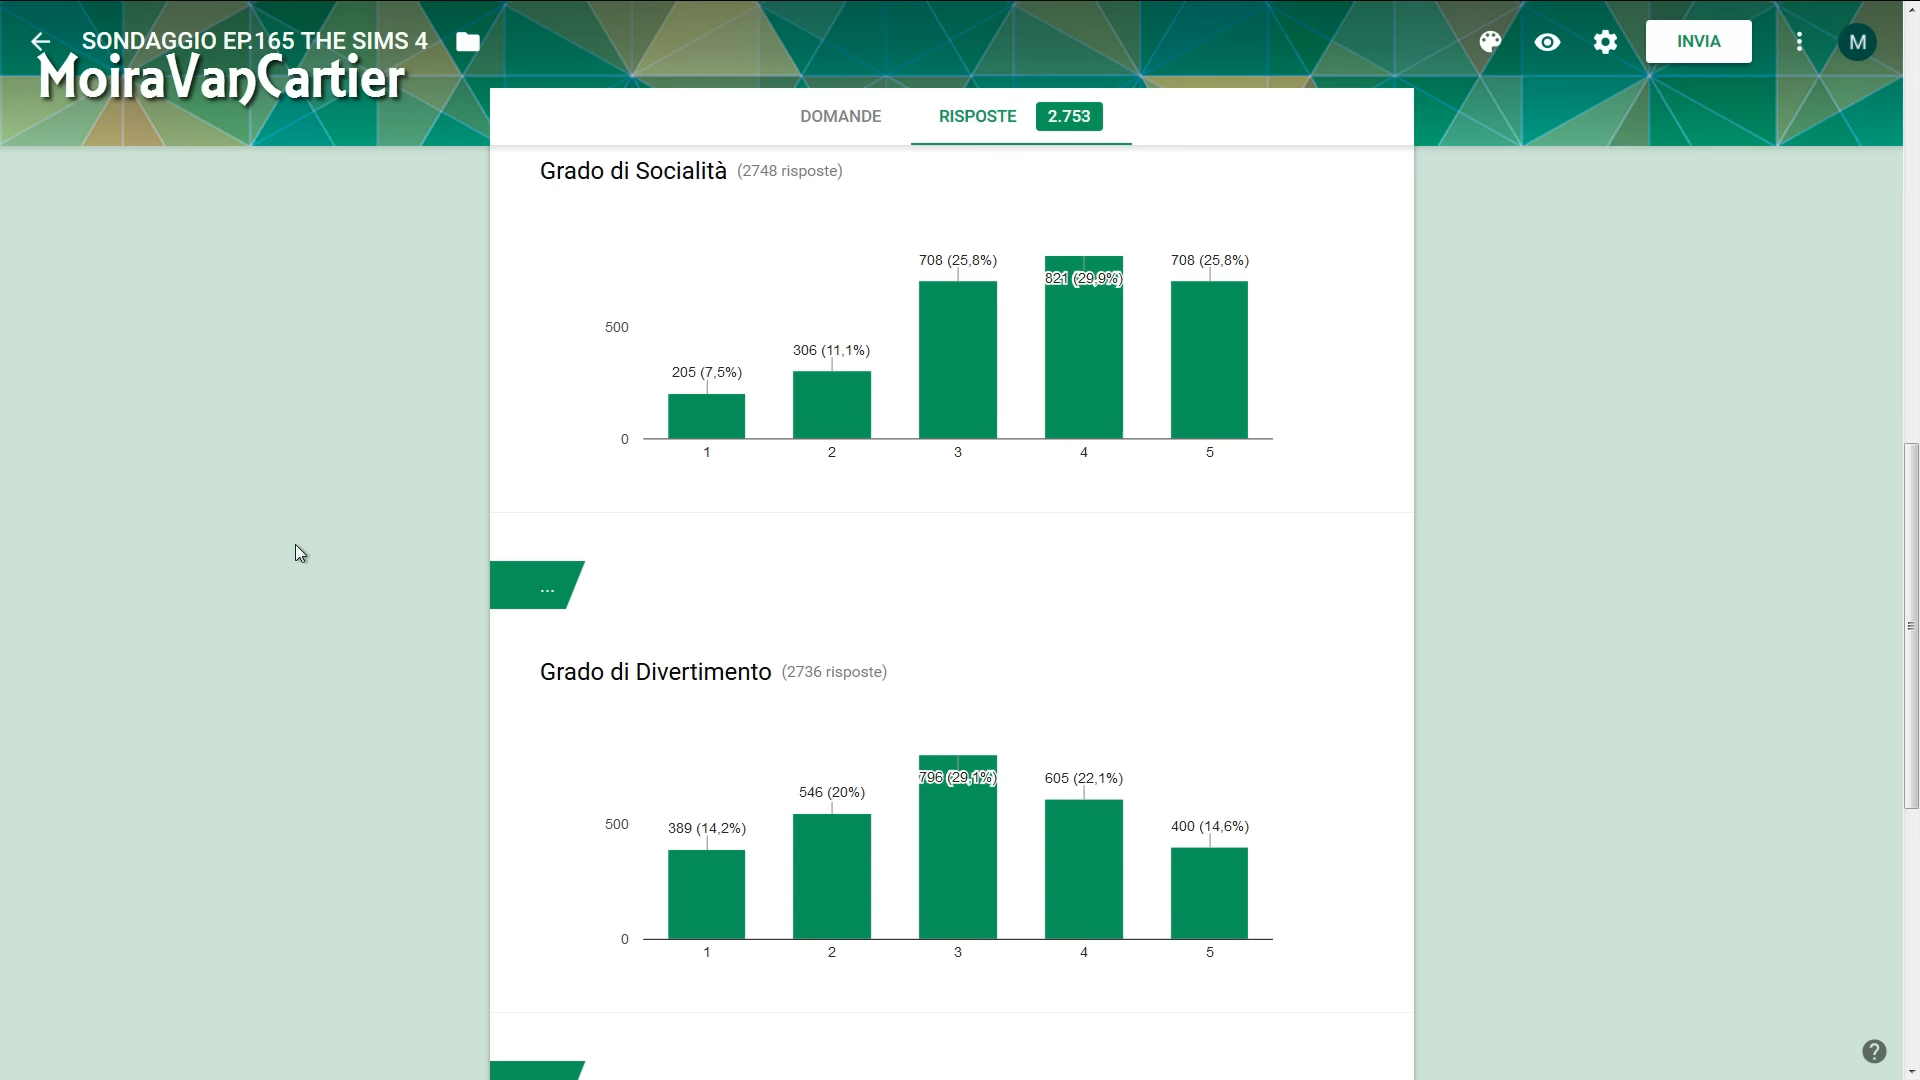 SONDAGGIO EP.165 THE SIMS 4
MoiraVanCartier
INVIA
M
DOMANDE
RISPOSTE 2.753
Grado di Socialità (2748 risposte)
708 (25,8%)
821 (29,9%)
708 (25,8%)
500
306 (11,1%)
205 (7,5%)
0
1 2 3 4 5
...
Grado di Divertimento (2736 risposte)
796 (29,1%)
605 (22,1%)
546 (20%)
500
389 (14,2%)
400 (14,6%)
0
1 2 3 4 5
?